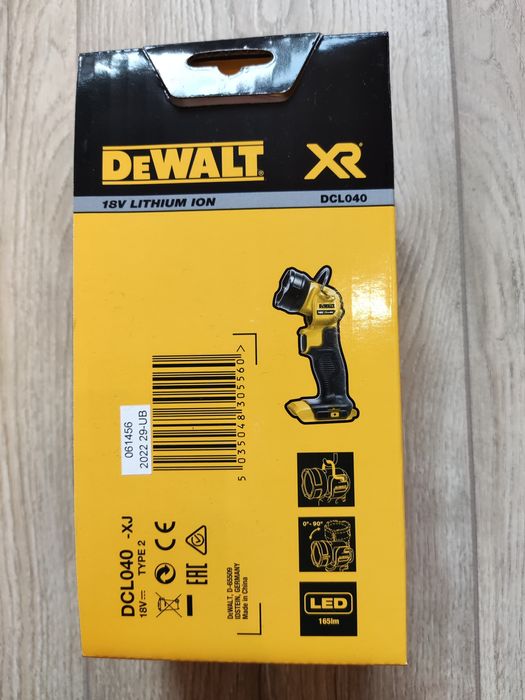 DEWALT
XR
18V LITHIUM ION
DCL040
DEWALT
061456
2022 29-UB
5 035048 305560 >
0°-90°
DCL040 -XJ
18V TYPE 2
CE
EAC
DeWALT, D-65509
IDSTEIN, GERMANY
Made in China
LED
165lm